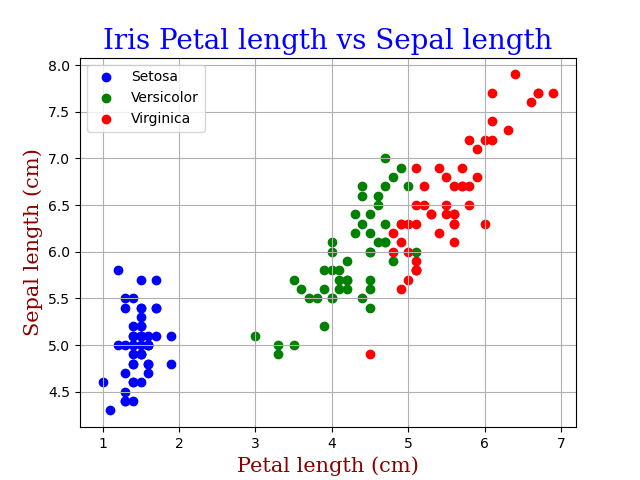 Iris Petal length vs Sepal length
Setosa
Versicolor
Virginica
Sepal length (cm)
8.0
7.5
7.0
6.5
6.0
5.5
5.0
4.5
1 2 3 4 5 6 7
Petal length (cm)